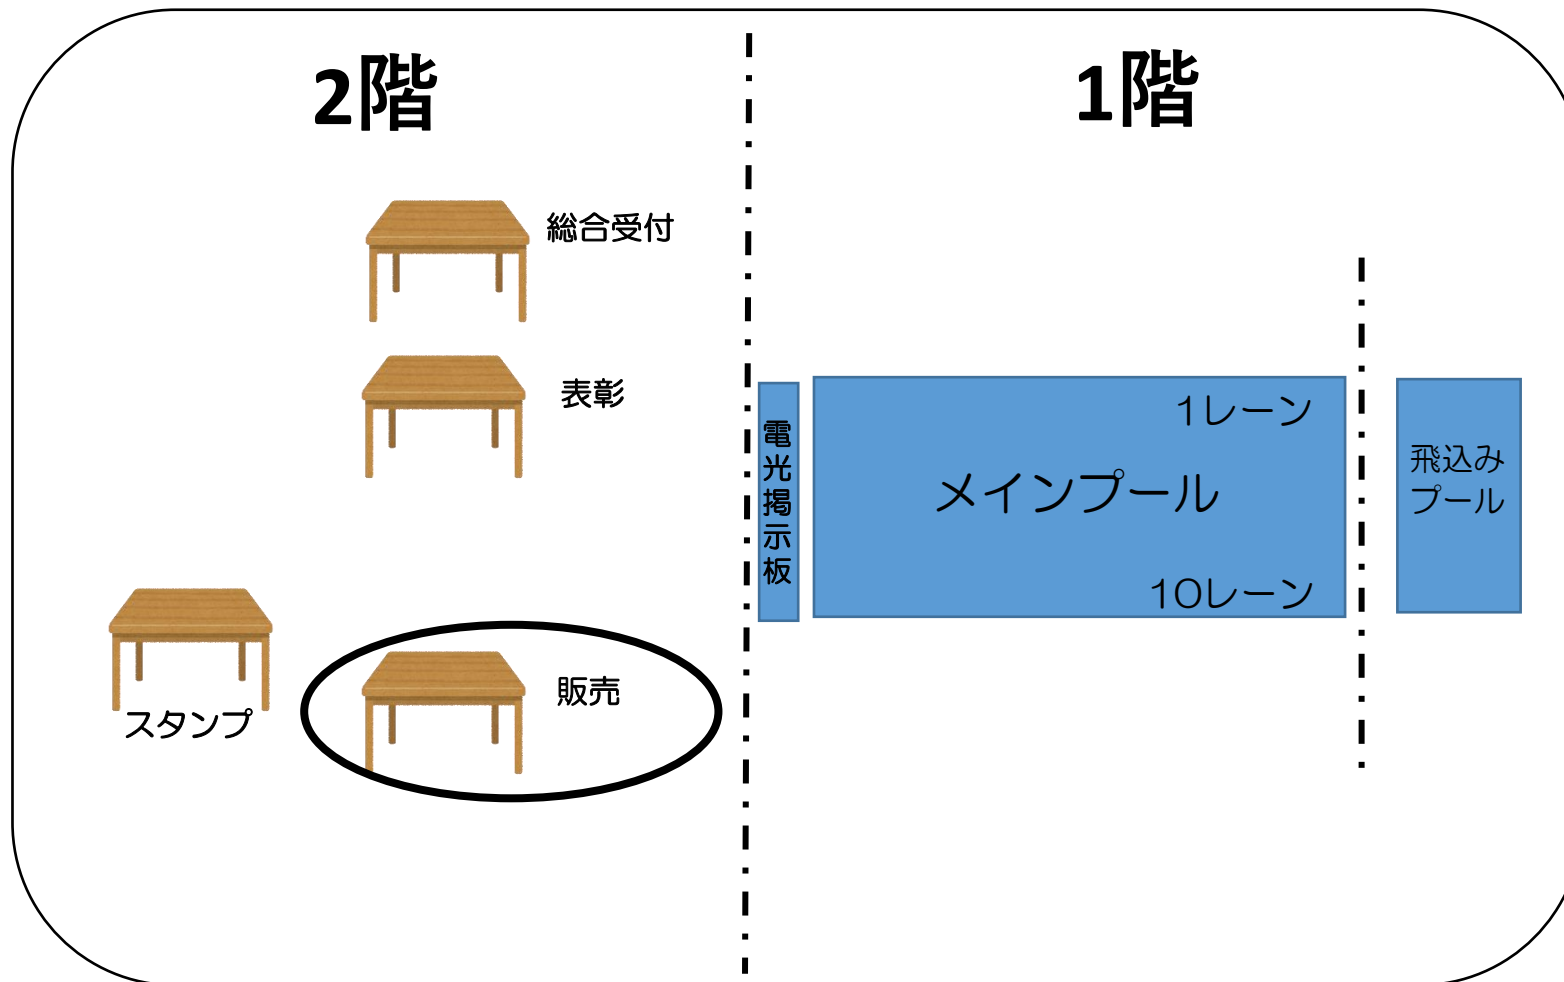 2階
1階
総合受付
表彰
スタンプ
販売
電光掲示板
1レーン
メインプール
10レーン
飛込み
プール